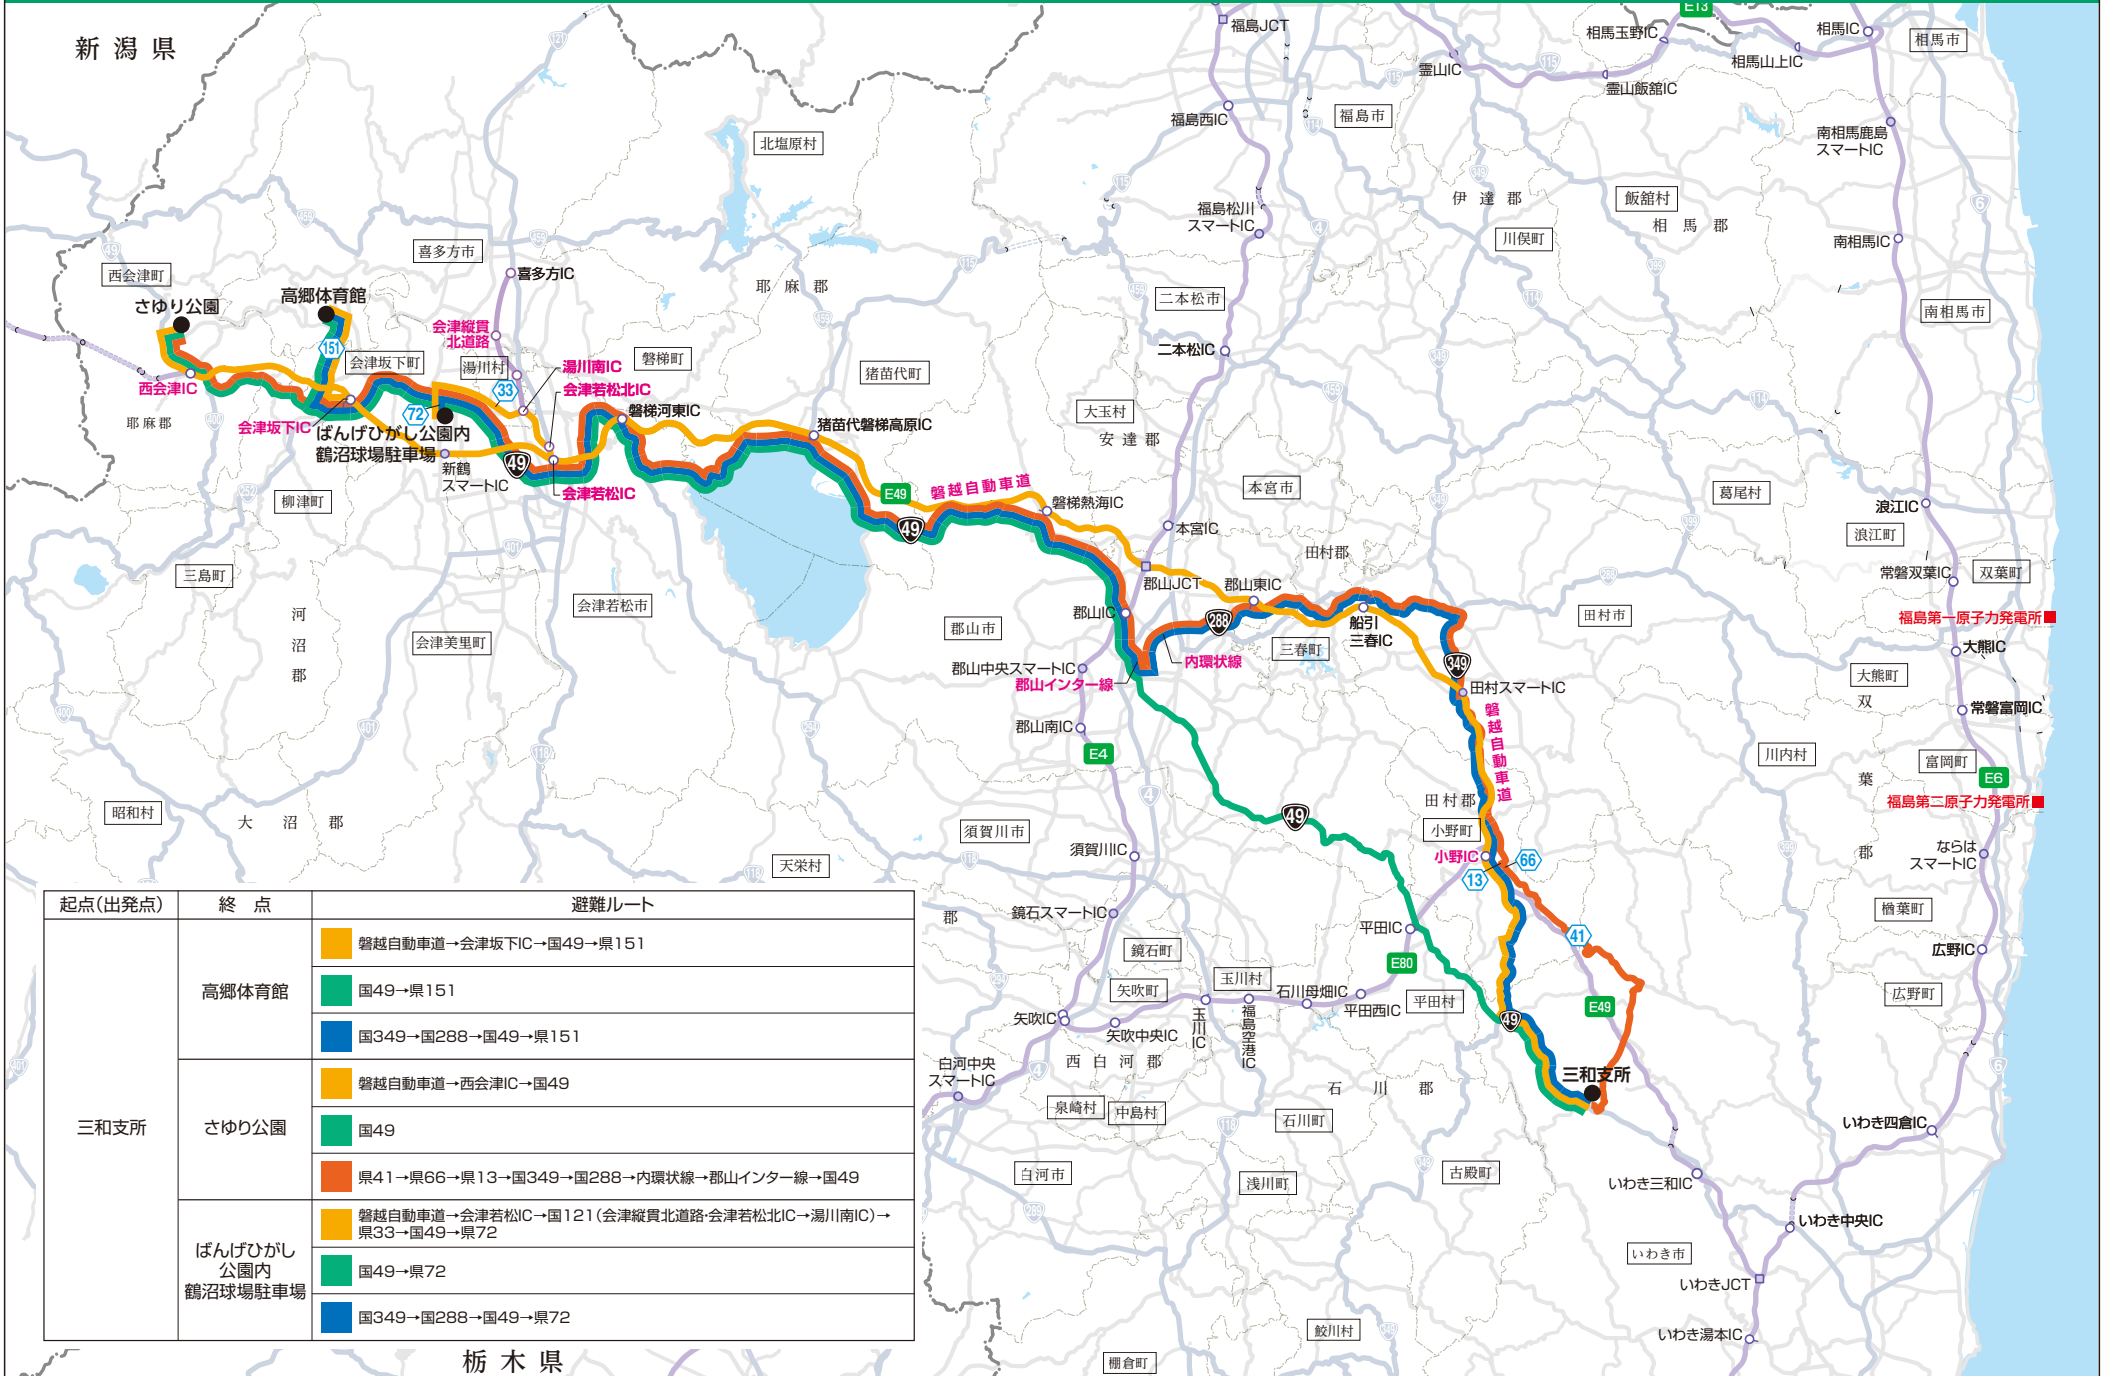 新潟県
福島JCT
E13
相馬玉野IC
相馬IC
相馬市
相馬山上IC
霊山IC
霊山飯舘IC
福島西IC
福島市
南相馬鹿島
スマートIC
北塩原村
伊達郡
飯舘村
相馬郡
福島松川
スマートIC
川俣町
南相馬IC
喜多方市
喜多方IC
西会津町
さゆり公園
高郷体育館
耶麻郡
二本松市
南相馬市
会津縦貫
北道路
151
会津坂下町
湯川村
磐梯町
湯川南IC
二本松IC
西会津IC
33
会津若松北IC
猪苗代町
耶麻郡
72
磐梯河東IC
大玉村
会津坂下IC
ばんげひがし公園内
鶴沼球場駐車場
猪苗代磐梯高原IC
安達郡
新鶴
スマートIC
49
会津若松IC
柳津町
E49
磐越自動車道
磐梯熱海IC
本宮市
葛尾村
浪江IC
49
本宮IC
浪江町
田村郡
三島町
郡山JCT
郡山東IC
常磐双葉IC
双葉町
河沼郡
会津若松市
郡山IC
288
船引
三春IC
田村市
福島第一原子力発電所
会津美里町
郡山市
三春町
大熊IC
郡山中央スマートIC
内環状線
郡山インター線
349
田村スマートIC
大熊町
双葉郡
常磐富岡IC
郡山南IC
磐越自動車道
E4
川内村
富岡町
E6
昭和村
大沼郡
田村郡
福島第二原子力発電所
49
須賀川市
小野町
須賀川IC
小野IC
66
ならは
スマートIC
天栄村
13
郡
鏡石スマートIC
楢葉町
平田IC
41
鏡石町
広野IC
E80
玉川村
矢吹町
石川母畑IC
平田西IC
平田村
広野町
E49
矢吹IC
矢吹中央IC
玉川IC
福島空港IC
49
白河中央
スマートIC
西白河郡
石川郡
三和支所
泉崎村
中島村
石川町
いわき四倉IC
白河市
浅川町
古殿町
いわき三和IC
いわき中央IC
いわき市
いわきJCT
鮫川村
いわき湯本IC
棚倉町
栃木県
起点(出発点) 終点 避難ルート
三和支所
高郷体育館
磐越自動車道→会津坂下IC→国49→県151
国49→県151
国349→国288→国49→県151
さゆり公園
磐越自動車道→西会津IC→国49
国49
県41→県66→県13→国349→国288→内環状線→郡山インター線→国49
ばんげひがし
公園内
鶴沼球場駐車場
磐越自動車道→会津若松IC→国121(会津縦貫北道路・会津若松北IC→湯川南IC)→
県33→国49→県72
国49→県72
国349→国288→国49→県72